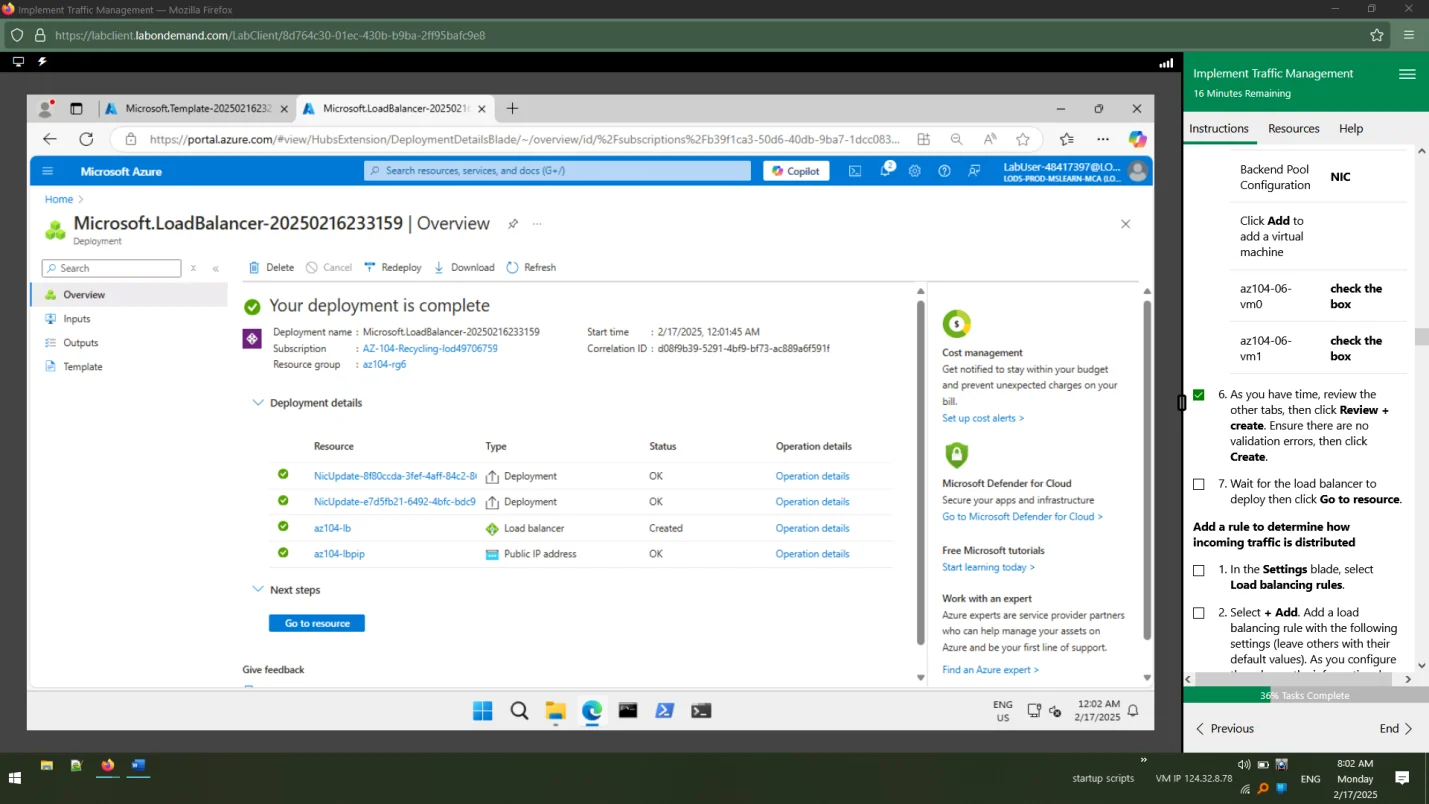 Implement Traffic Management — Mozilla Firefox
https://labclient.labondemand.com/LabClient/8d764c30-01ec-430b-b9ba-2ff95bafc9e8
Microsoft.Template-2025021623
Microsoft.LoadBalancer-2025021
https://portal.azure.com/#view/HubsExtension/DeploymentDetailsBlade/~/overview/id/%2Fsubscriptions%2Fb39f1ca3-50d6-40db-9ba7-1dcc083...
Microsoft Azure
Search resources, services, and docs (G+/)
Copilot
2
LabUser-48417397@LO...
LODS-PROD-MSLEARN-MCA (LO...
Home >
Microsoft.LoadBalancer-20250216233159 | Overview
Deployment
Search
Delete
Cancel
Redeploy
Download
Refresh
Overview
Inputs
Outputs
Template
Your deployment is complete
Deployment name : Microsoft.LoadBalancer-20250216233159
Subscription : AZ-104-Recycling-lod49706759
Resource group : az104-rg6
Start time : 2/17/2025, 12:01:45 AM
Correlation ID : d08f9b39-5291-4bf9-bf73-ac889a6f591f
Deployment details
Resource Type Status Operation details
NicUpdate-8f80ccda-3fef-4aff-84c2-8 Deployment OK Operation details
NicUpdate-e7d5fb21-6492-4bfc-bdc9 Deployment OK Operation details
az104-lb Load balancer Created Operation details
az104-lbpip Public IP address OK Operation details
Next steps
Go to resource
Give feedback
Cost management
Get notified to stay within your budget
and prevent unexpected charges on your
bill.
Set up cost alerts >
Microsoft Defender for Cloud
Secure your apps and infrastructure
Go to Microsoft Defender for Cloud >
Free Microsoft tutorials
Start learning today >
Work with an expert
Azure experts are service provider partners
who can help manage your assets on
Azure and be your first line of support.
Find an Azure expert >
ENG
US
12:02 AM
2/17/2025
Implement Traffic Management
16 Minutes Remaining
Instructions
Resources
Help
Backend Pool
Configuration
NIC
Click Add to
add a virtual
machine
az104-06-
vm0
check the
box
az104-06-
vm1
check the
box
6. As you have time, review the
other tabs, then click Review +
create. Ensure there are no
validation errors, then click
Create.
7. Wait for the load balancer to
deploy then click Go to resource.
Add a rule to determine how
incoming traffic is distributed
1. In the Settings blade, select
Load balancing rules.
2. Select + Add. Add a load
balancing rule with the following
settings (leave others with their
default values). As you configure
36% Tasks Complete
Previous
End
startup scripts
VM IP 124.32.8.78
ENG
8:02 AM
Monday
2/17/2025